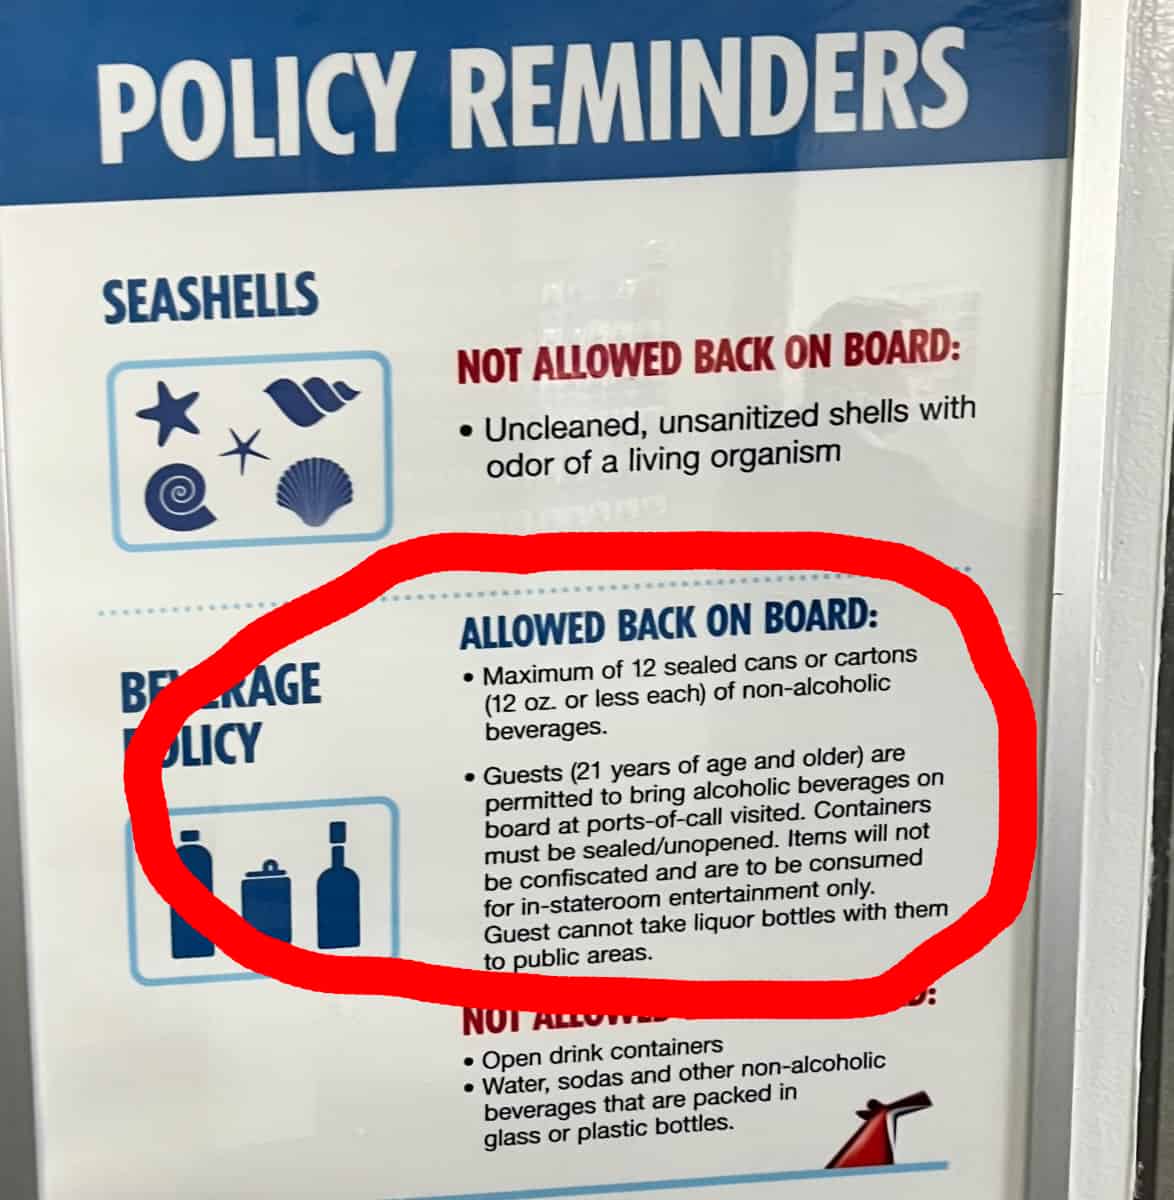 POLICY REMINDERS
SEASHELLS
NOT ALLOWED BACK ON BOARD:
• Uncleaned, unsanitized shells with
odor of a living organism
BEVERAGE
POLICY
ALLOWED BACK ON BOARD:
• Maximum of 12 sealed cans or cartons
(12 oz. or less each) of non-alcoholic
beverages.
• Guests (21 years of age and older) are
permitted to bring alcoholic beverages on
board at ports-of-call visited. Containers
must be sealed/unopened. Items will not
be confiscated and are to be consumed
for in-stateroom entertainment only.
Guest cannot take liquor bottles with them
to public areas.
NOT ALLOWED
• Open drink containers
• Water, sodas and other non-alcoholic
beverages that are packed in
glass or plastic bottles.